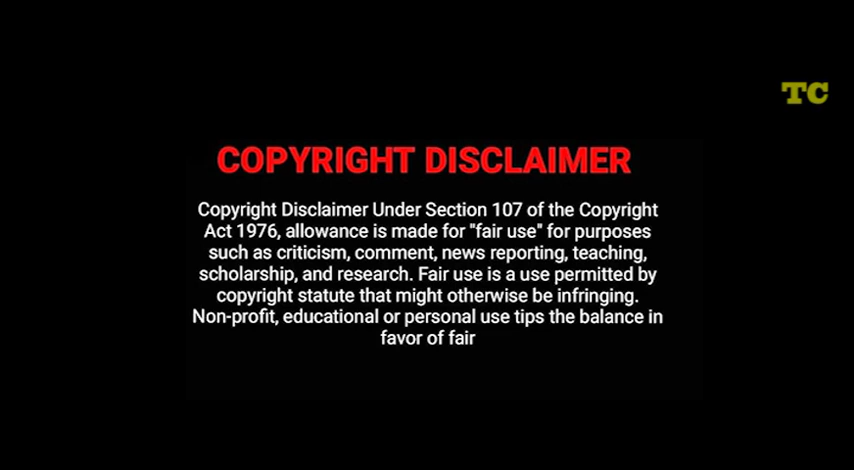 TC
COPYRIGHT DISCLAIMER
Copyright Disclaimer Under Section 107 of the Copyright
Act 1976, allowance is made for "fair use" for purposes
such as criticism, comment, news reporting, teaching,
scholarship, and research. Fair use is a use permitted by
copyright statute that might otherwise be infringing.
Non-profit, educational or personal use tips the balance in
favor of fair